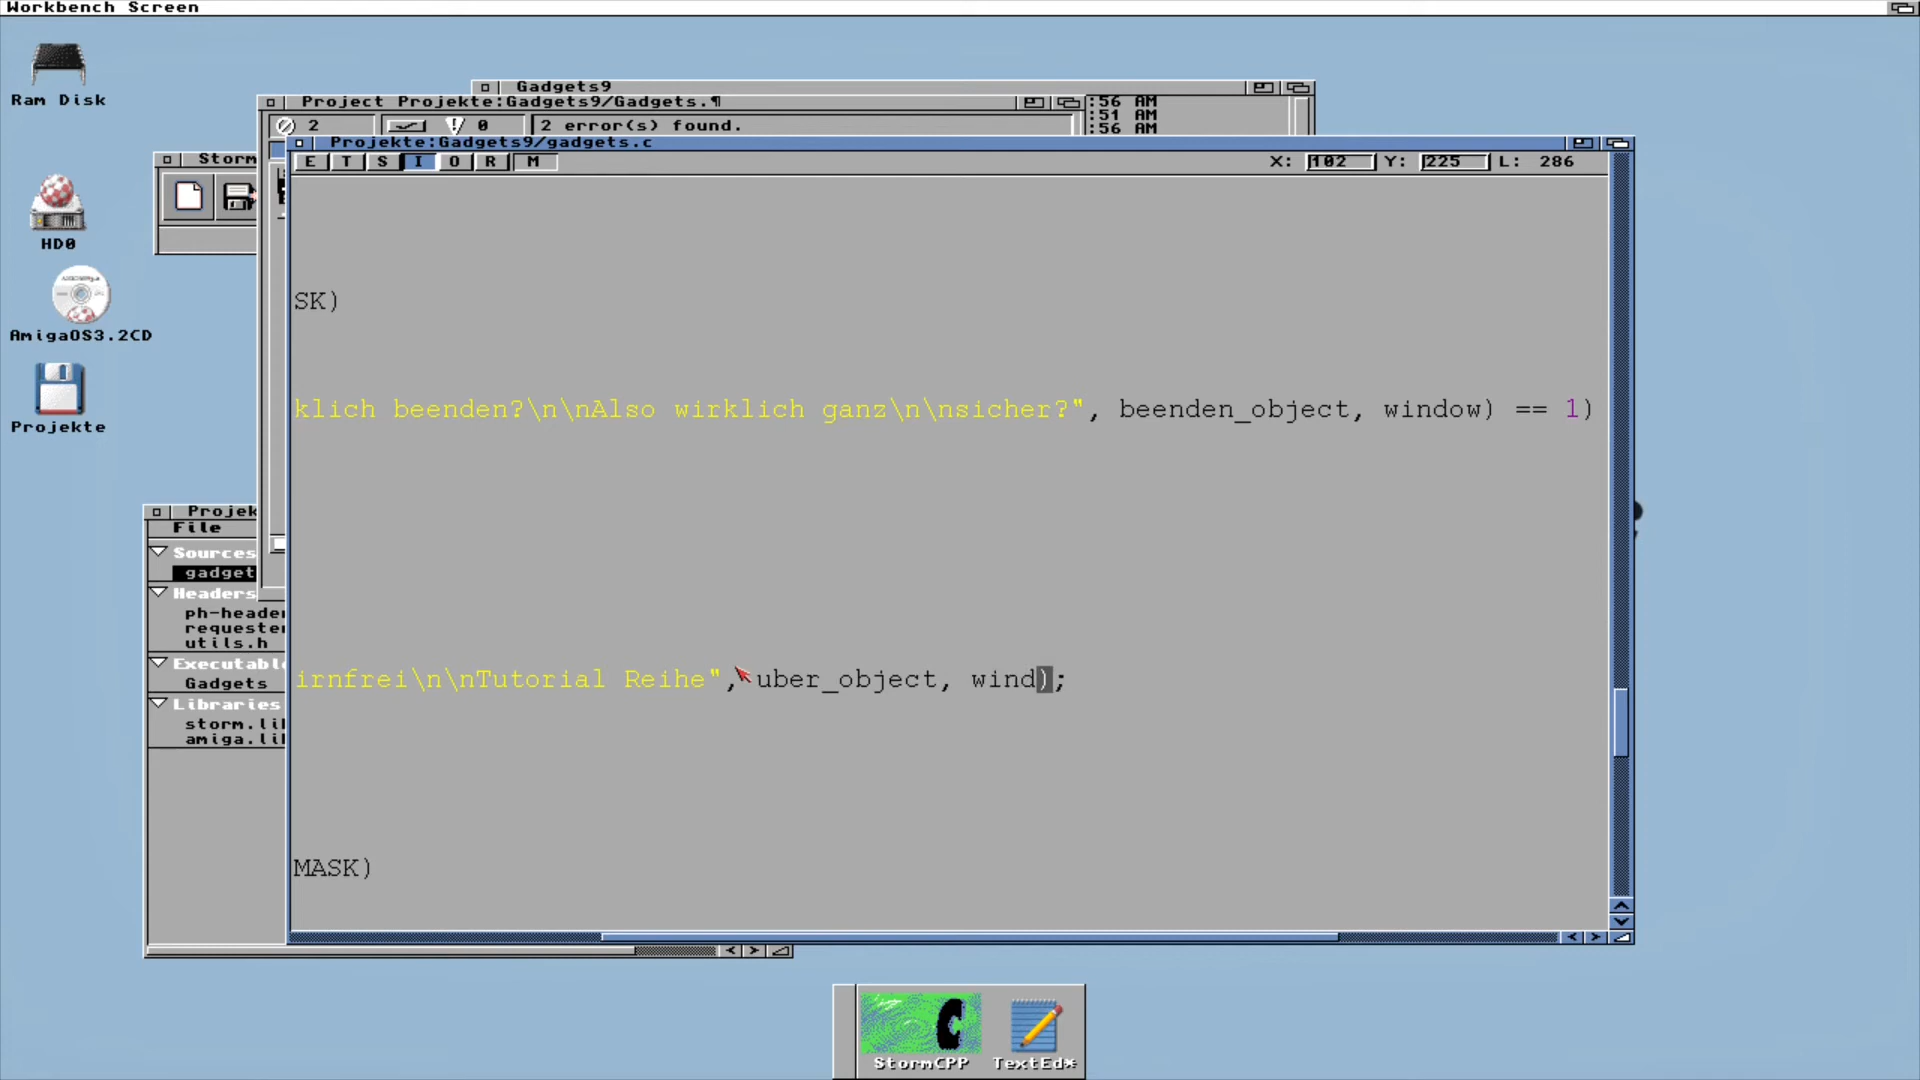 Workbench Screen
Ram Disk
HD0
AmigaOS3.2CD
Projekte
Gadgets9
Project Projekte:Gadgets9/Gadgets.¶
:56 AM
:51 AM
:56 AM
2
0
2 error(s) found.
Projekte:Gadgets9/gadgets.c
Storm
E T S I O R M
X: 102 Y: 225 L: 286
SK)
klich beenden?\n\nAlso wirklich ganz\n\nsicher?", beenden_object, window) == 1)
irnfrei\n\nTutorial Reihe", uber_object, wind);
MASK)
Projek
File
Sources
gadget
Headers
ph-header
requester
utils.h
Executabl
Gadgets
Libraries
storm.li
amiga.li
StormCPP
TextEd*